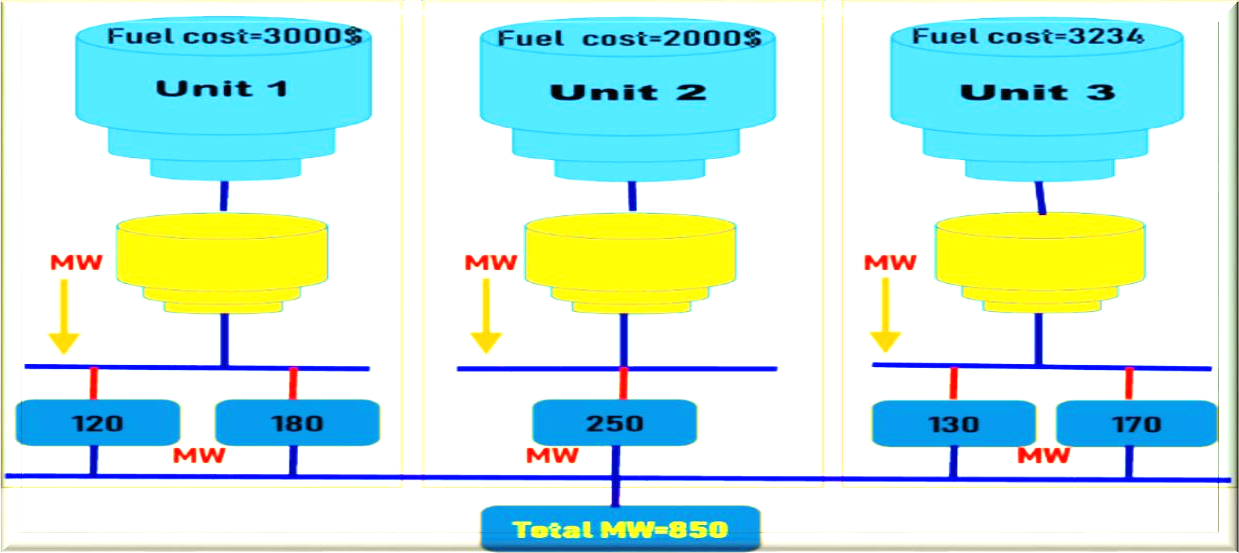 Fuel cost=3000$
Unit 1
Fuel cost=2000$
Unit 2
Fuel cost=3234
Unit 3
MW
MW
MW
120
180
250
130
170
MW
MW
MW
Total MW=850